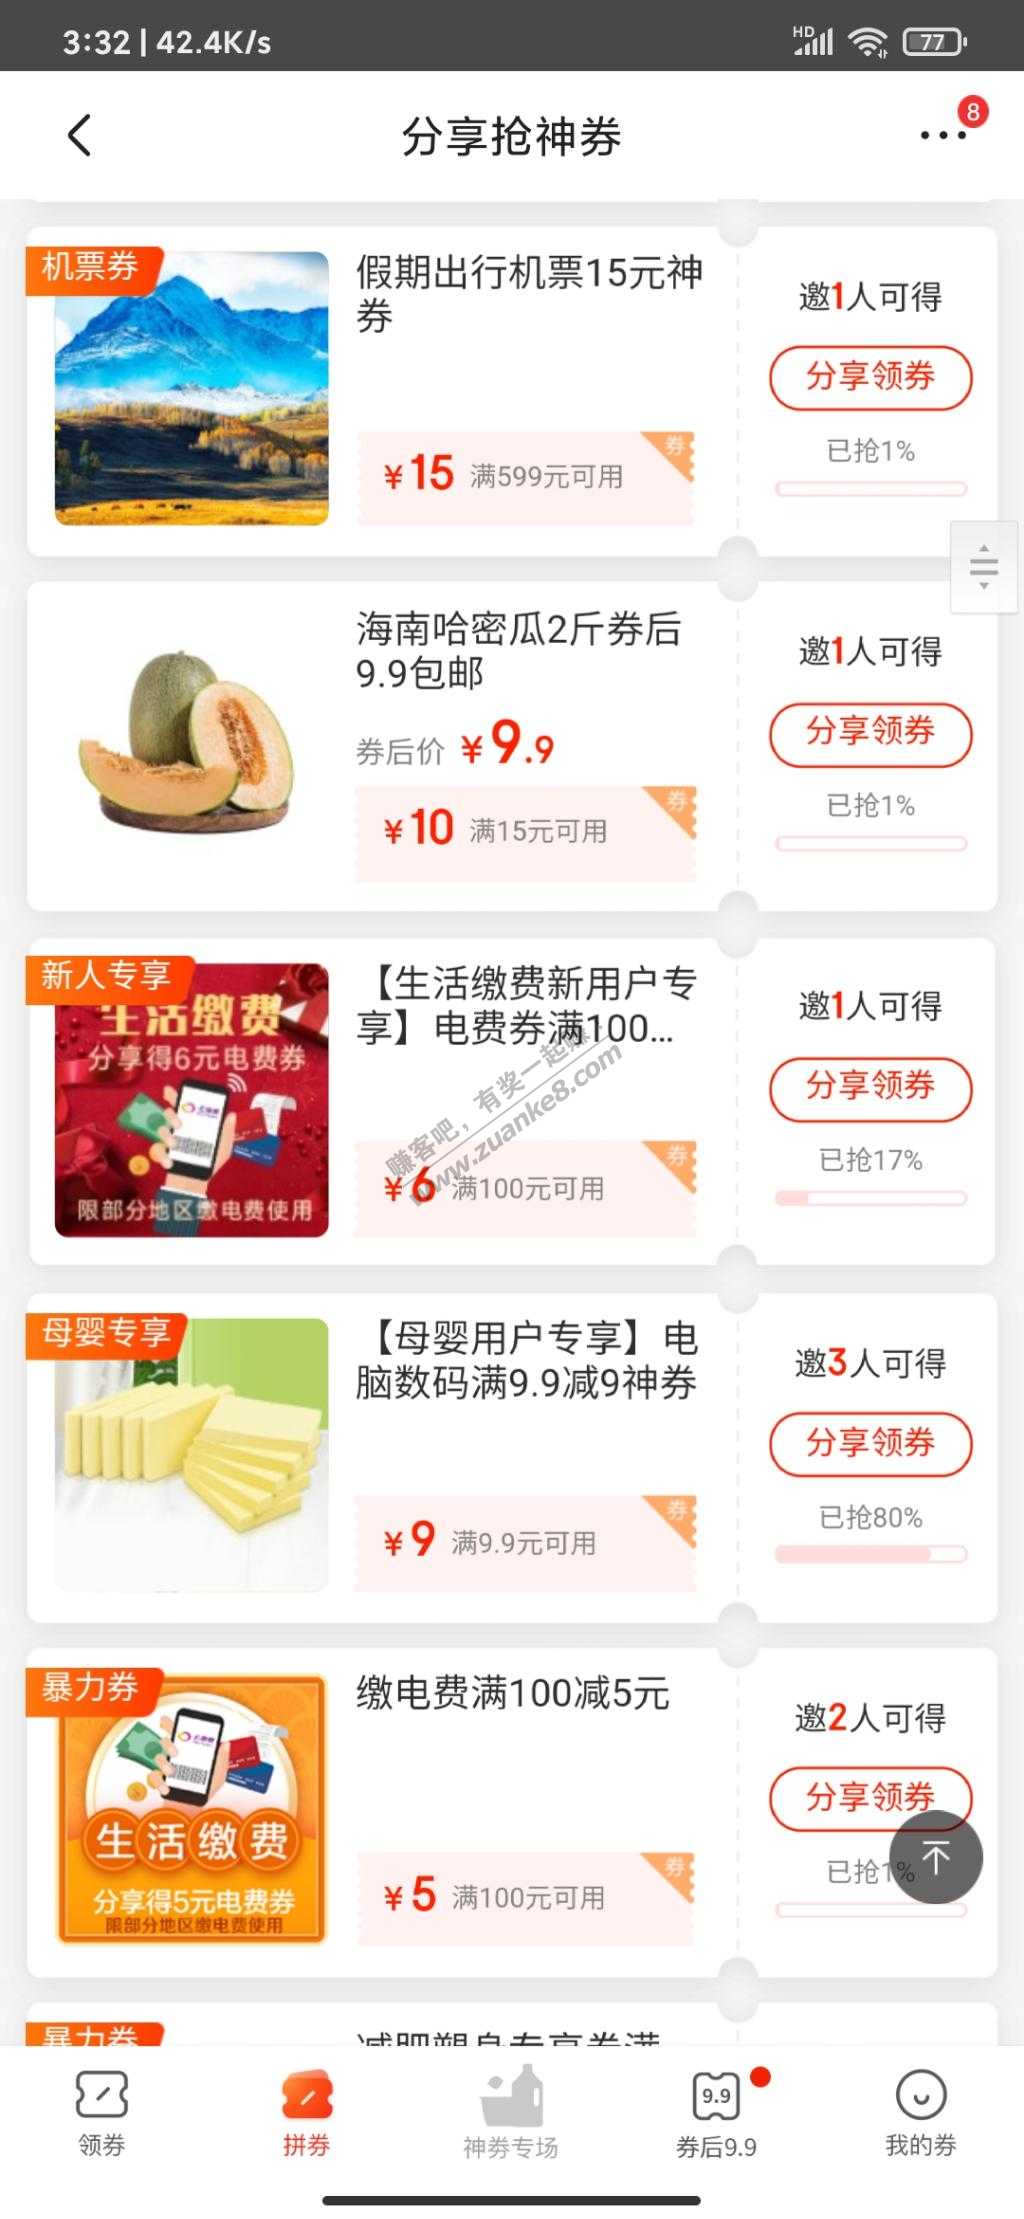 3:32 | 42.4K/s
HD
77
分享抢神券
8
机票券
假期出行机票15元神
券
¥15 满599元可用
券
邀1人可得
分享领券
已抢1%
海南哈密瓜2斤券后
9.9包邮
券后价 ¥9.9
¥10 满15元可用
券
邀1人可得
分享领券
已抢1%
新人专享
生活缴费
分享得6元电费券
限部分地区缴电费使用
【生活缴费新用户专
享】电费券满100...
¥6 满100元可用
券
邀1人可得
分享领券
已抢17%
赚客吧，有奖一起赚！
www.zuanke8.com
母婴专享
【母婴用户专享】电
脑数码满9.9减9神券
¥9 满9.9元可用
券
邀3人可得
分享领券
已抢80%
暴力券
生活缴费
分享得5元电费券
限部分地区缴电费使用
缴电费满100减5元
¥5 满100元可用
券
邀2人可得
分享领券
已抢1%
暴力券
减肥塑身专享券满
领券
拼券
神券专场
9.9
券后9.9
我的券